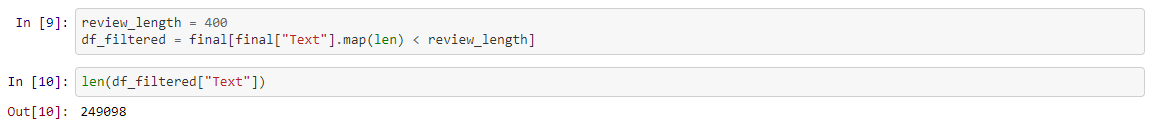 In [9]: review_length = 400
df_filtered = final[final["Text"].map(len) < review_length]
In [10]: len(df_filtered["Text"])
Out[10]: 249098